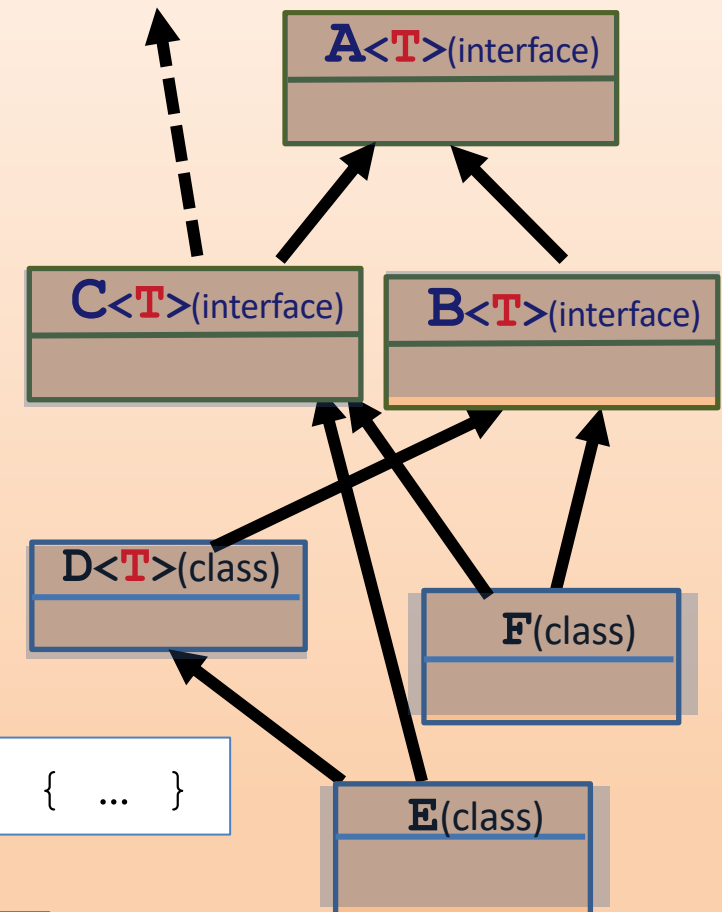 A<T>(interface)
C<T>(interface)
B<T>(interface)
D<T>(class)
F(class)
{ … }
E(class)